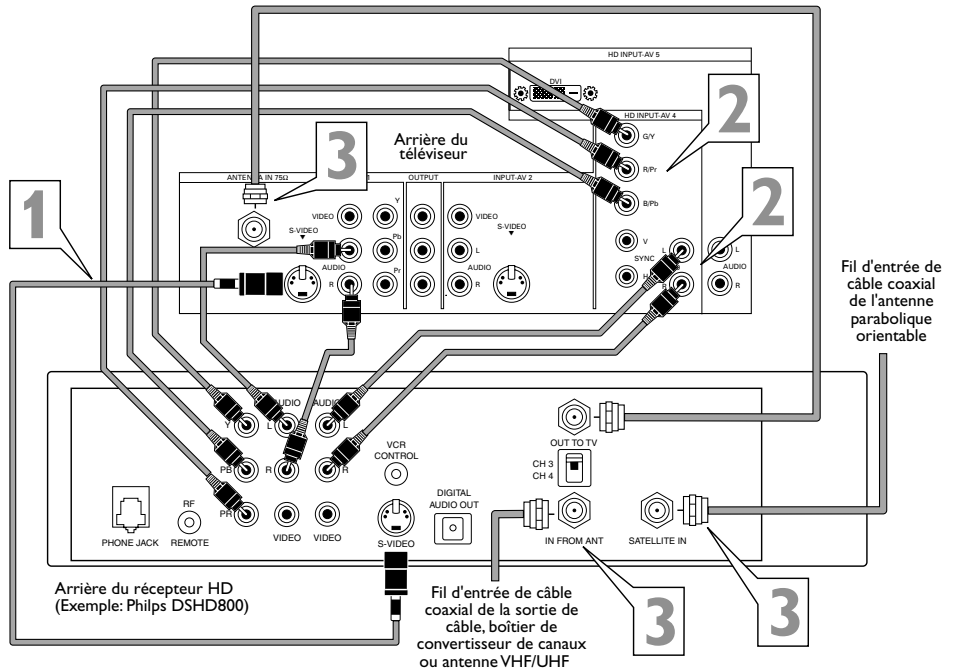 HD INPUT-AV 5
DVI
HD INPUT-AV 4
2
G/Y
R/Pr
B/Pb
3
Arrière du
téléviseur
ANTENNA IN 75Ω
OUTPUT
INPUT-AV 2
1
VIDEO
Y
S-VIDEO
Pb
AUDIO
Pr
R
VIDEO
S-VIDEO
L
AUDIO
R
V
SYNC
H
L
R
2
L
AUDIO
R
Fil d'entrée de
câble coaxial
de l'antenne
parabolique
orientable
AUDIO
AUDIO
Y
L
L
PB
R
R
PR
VCR
CONTROL
OUT TO TV
CH 3
CH 4
RF
DIGITAL
AUDIO OUT
PHONE JACK
REMOTE
VIDEO
VIDEO
S-VIDEO
IN FROM ANT
SATELLITE IN
Arrière du récepteur HD
(Exemple: Philps DSHD800)
Fil d'entrée de câble
coaxial de la sortie de
câble, boîtier de
convertisseur de canaux
ou antenne VHF/UHF
3
3